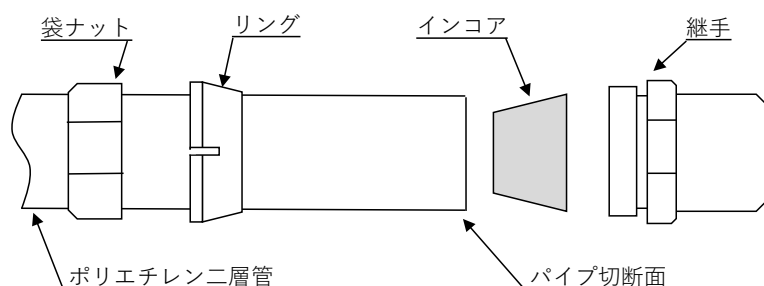 袋ナット
リング
インコア
継手
ポリエチレン二層管
パイプ切断面